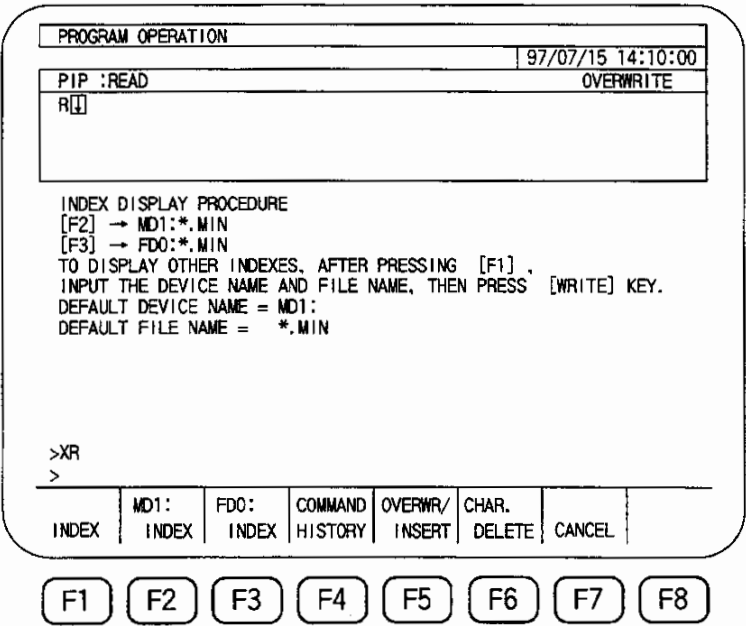 PROGRAM OPERATION
97/07/15 14:10:00
PIP :READ OVERWRITE
R↓
INDEX DISPLAY PROCEDURE
[F2] → MD1:*.MIN
[F3] → FD0:*.MIN
TO DISPLAY OTHER INDEXES, AFTER PRESSING [F1] ,
INPUT THE DEVICE NAME AND FILE NAME, THEN PRESS [WRITE] KEY.
DEFAULT DEVICE NAME = MD1:
DEFAULT FILE NAME = *.MIN
>XR
>
INDEX
MD1: INDEX
FD0: INDEX
COMMAND HISTORY
OVERWR/ INSERT
CHAR. DELETE
CANCEL
F1 F2 F3 F4 F5 F6 F7 F8